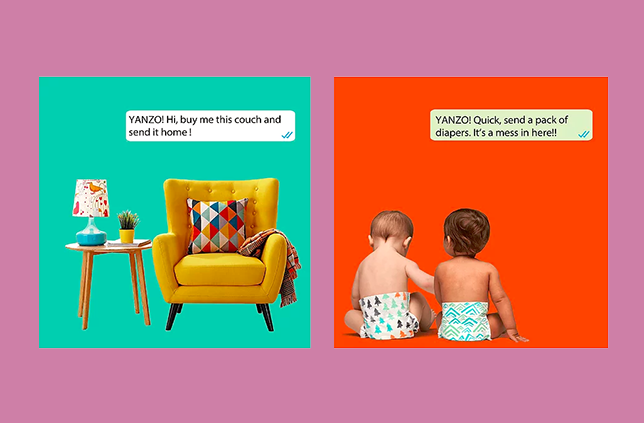 YANZO! Hi, buy me this couch and
send it home!
YANZO! Quick, send a pack of
diapers. It's a mess in here!!